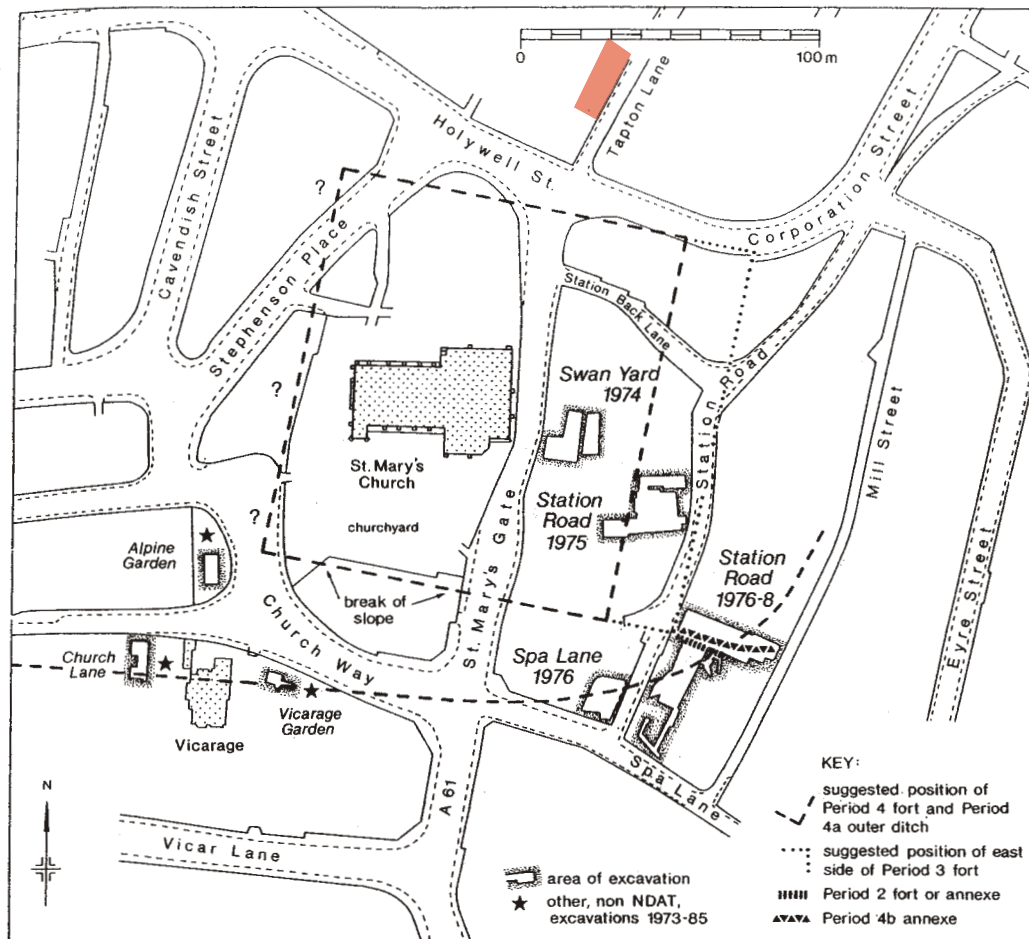 0
100 m
Tapton Lane
Holywell St.
Corporation Street
Cavendish Street
?
Stephenson Place
Station Back Lane
Swan Yard
1974
?
St. Mary's
Church
churchyard
Station
Road
1975
Station Road
Mill Street
St. Mary's Gate
?
Alpine
Garden
Station
Road
1976-8
Eyre Street
break of
slope
Church Way
Church
Lane
Spa Lane
1976
Vicarage
Garden
Vicarage
Spa Lane
N
A 61
Vicar Lane
KEY:
suggested position of
Period 4 fort and Period
4a outer ditch
suggested position of east
side of Period 3 fort
Period 2 fort or annexe
Period 4b annexe
area of excavation
other, non NDAT,
excavations 1973-85